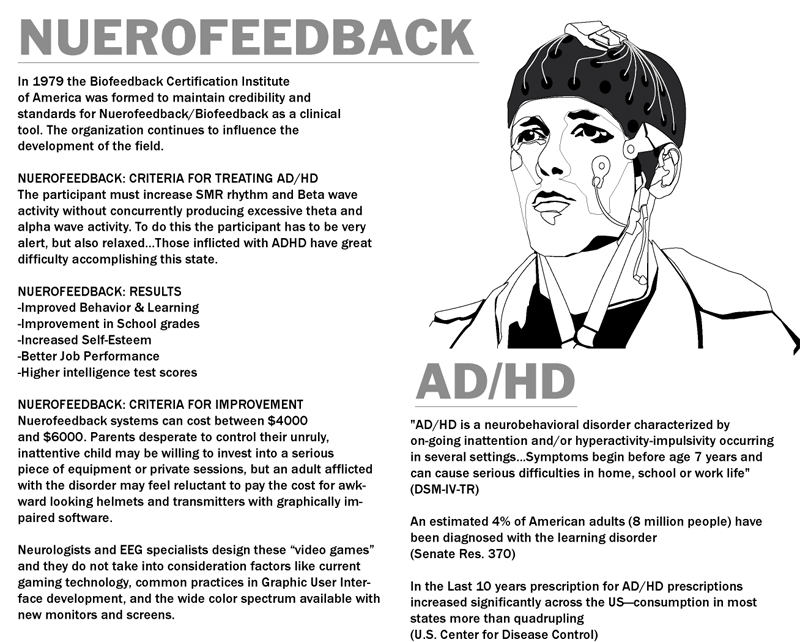 NUEROFEEDBACK
In 1979 the Biofeedback Certification Institute
of America was formed to maintain credibility and
standards for Nuerofeedback/Biofeedback as a clinical
tool. The organization continues to influence the
development of the field.
NUEROFEEDBACK: CRITERIA FOR TREATING AD/HD
The participant must increase SMR rhythm and Beta wave
activity without concurrently producing excessive theta and
alpha wave activity. To do this the participant has to be very
alert, but also relaxed...Those inflicted with ADHD have great
difficulty accomplishing this state.
NUEROFEEDBACK: RESULTS
-Improved Behavior & Learning
-Improvement in School grades
-Increased Self-Esteem
-Better Job Performance
-Higher intelligence test scores
NUEROFEEDBACK: CRITERIA FOR IMPROVEMENT
Nuerofeedback systems can cost between $4000
and $6000. Parents desperate to control their unruly,
inattentive child may be willing to invest into a serious
piece of equipment or private sessions, but an adult afflicted
with the disorder may feel reluctant to pay the cost for awk-
ward looking helmets and transmitters with graphically im-
paired software.
Neurologists and EEG specialists design these “video games”
and they do not take into consideration factors like current
gaming technology, common practices in Graphic User Inter-
face development, and the wide color spectrum available with
new monitors and screens.
AD/HD
"AD/HD is a neurobehavioral disorder characterized by
on-going inattention and/or hyperactivity-impulsivity occurring
in several settings...Symptoms begin before age 7 years and
can cause serious difficulties in home, school or work life"
(DSM-IV-TR)
An estimated 4% of American adults (8 million people) have
been diagnosed with the learning disorder
(Senate Res. 370)
In the Last 10 years prescription for AD/HD prescriptions
increased significantly across the US—consumption in most
states more than quadrupling
(U.S. Center for Disease Control)